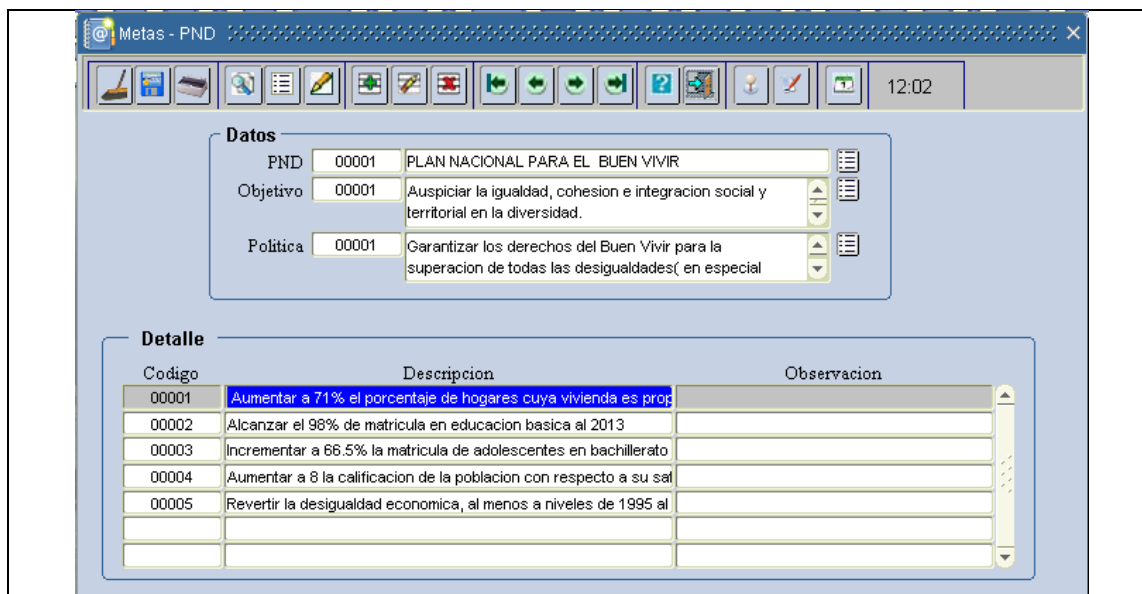 Metas - PND
12:02
Datos
PND 00001 PLAN NACIONAL PARA EL BUEN VIVIR
Objetivo 00001 Auspiciar la igualdad, cohesion e integracion social y
territorial en la diversidad.
Politica 00001 Garantizar los derechos del Buen Vivir para la
superacion de todas las desigualdades( en especial
Detalle
Codigo Descripcion Observacion
00001 Aumentar a 71% el porcentaje de hogares cuya vivienda es prop
00002 Alcanzar el 98% de matricula en educacion basica al 2013
00003 Incrementar a 66.5% la matricula de adolescentes en bachillerato
00004 Aumentar a 8 la calificacion de la poblacion con respecto a su sat
00005 Revertir la desigualdad economica, al menos a niveles de 1995 al